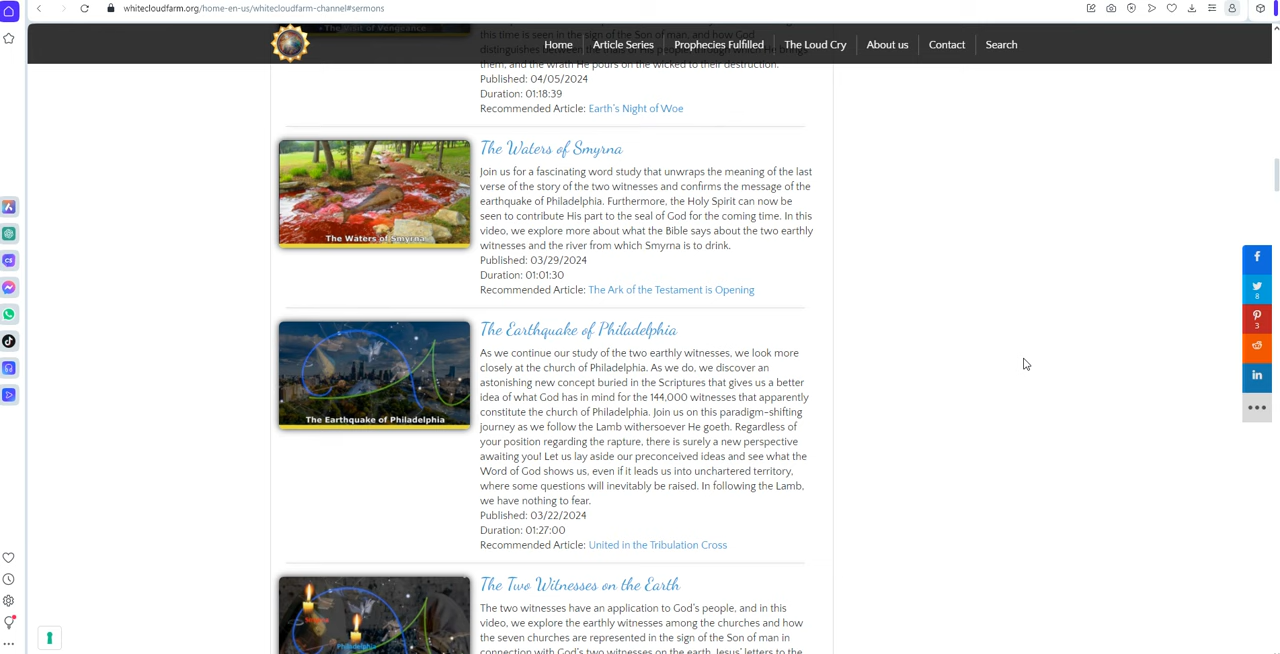 whitecloudfarm.org/home-en-us/whitecloudfarm-channel#sermons
Home
Article Series
Prophecies Fulfilled
The Loud Cry
About us
Contact
Search
this time is seen in the sign of the Son of man, and how God
them, and the wrath He pours on the wicked to their destruction.
Published: 04/05/2024
Duration: 01:18:39
Recommended Article: Earth's Night of Woe
The Waters of Smyrna
The Waters of Smyrna
Join us for a fascinating word study that unwraps the meaning of the last
verse of the story of the two witnesses and confirms the message of the
earthquake of Philadelphia. Furthermore, the Holy Spirit can now be
seen to contribute His part to the seal of God for the coming time. In this
video, we explore more about what the Bible says about the two earthly
witnesses and the river from which Smyrna is to drink.
Published: 03/29/2024
Duration: 01:01:30
Recommended Article: The Ark of the Testament is Opening
The Earthquake of Philadelphia
The Earthquake of Philadelphia
As we continue our study of the two earthly witnesses, we look more
closely at the church of Philadelphia. As we do, we discover an
astonishing new concept buried in the Scriptures that gives us a better
idea of what God has in mind for the 144,000 witnesses that apparently
constitute the church of Philadelphia. Join us on this paradigm-shifting
journey as we follow the Lamb withersoever He goeth. Regardless of
your position regarding the rapture, there is surely a new perspective
awaiting you! Let us lay aside our preconceived ideas and see what the
Word of God shows us, even if it leads us into unchartered territory,
where some questions will inevitably be raised. In following the Lamb,
we have nothing to fear.
Published: 03/22/2024
Duration: 01:27:00
Recommended Article: United in the Tribulation Cross
The Two Witnesses on the Earth
Smyrna
Philadelphia
The two witnesses have an application to God's people, and in this
video, we explore the earthly witnesses among the churches and how
the seven churches are represented in the sign of the Son of man in
connection with God's two witnesses on the earth. Jesus' letters to the
8
3